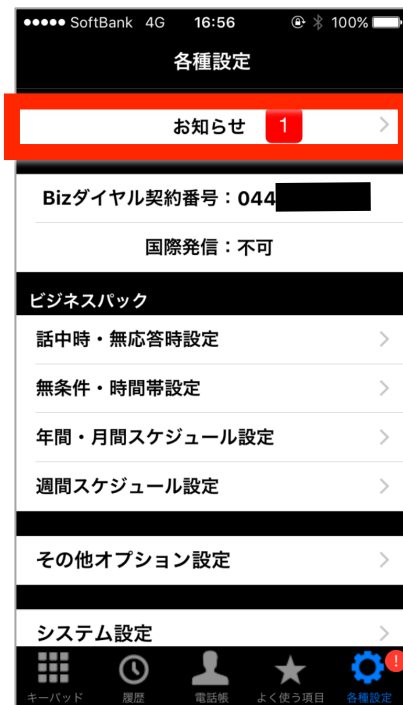 SoftBank 4G 16:56 100%
各種設定
お知らせ 1
Bizダイヤル契約番号：044
国際発信：不可
ビジネスパック
話中時・無応答時設定
無条件・時間帯設定
年間・月間スケジュール設定
週間スケジュール設定
その他オプション設定
システム設定
!
キーパッド 履歴 電話帳 よく使う項目 各種設定